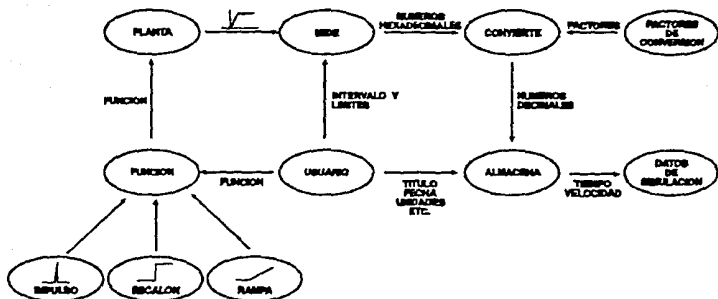 PLANTA
MIDE
NUMEROS
HEXADECIMALES
CONVIERTE
FACTORES
FACTORES
DE
CONVERSION
FUNCION
INTERVALO Y
LIMITES
NUMEROS
DECIMALES
FUNCION
FUNCION
USUARIO
TITULO
FECHA
UNIDADES
ETC.
ALMACENA
TIEMPO
VELOCIDAD
DATOS
DE
SIMULACION
IMPULSO
ESCALON
RAMPA